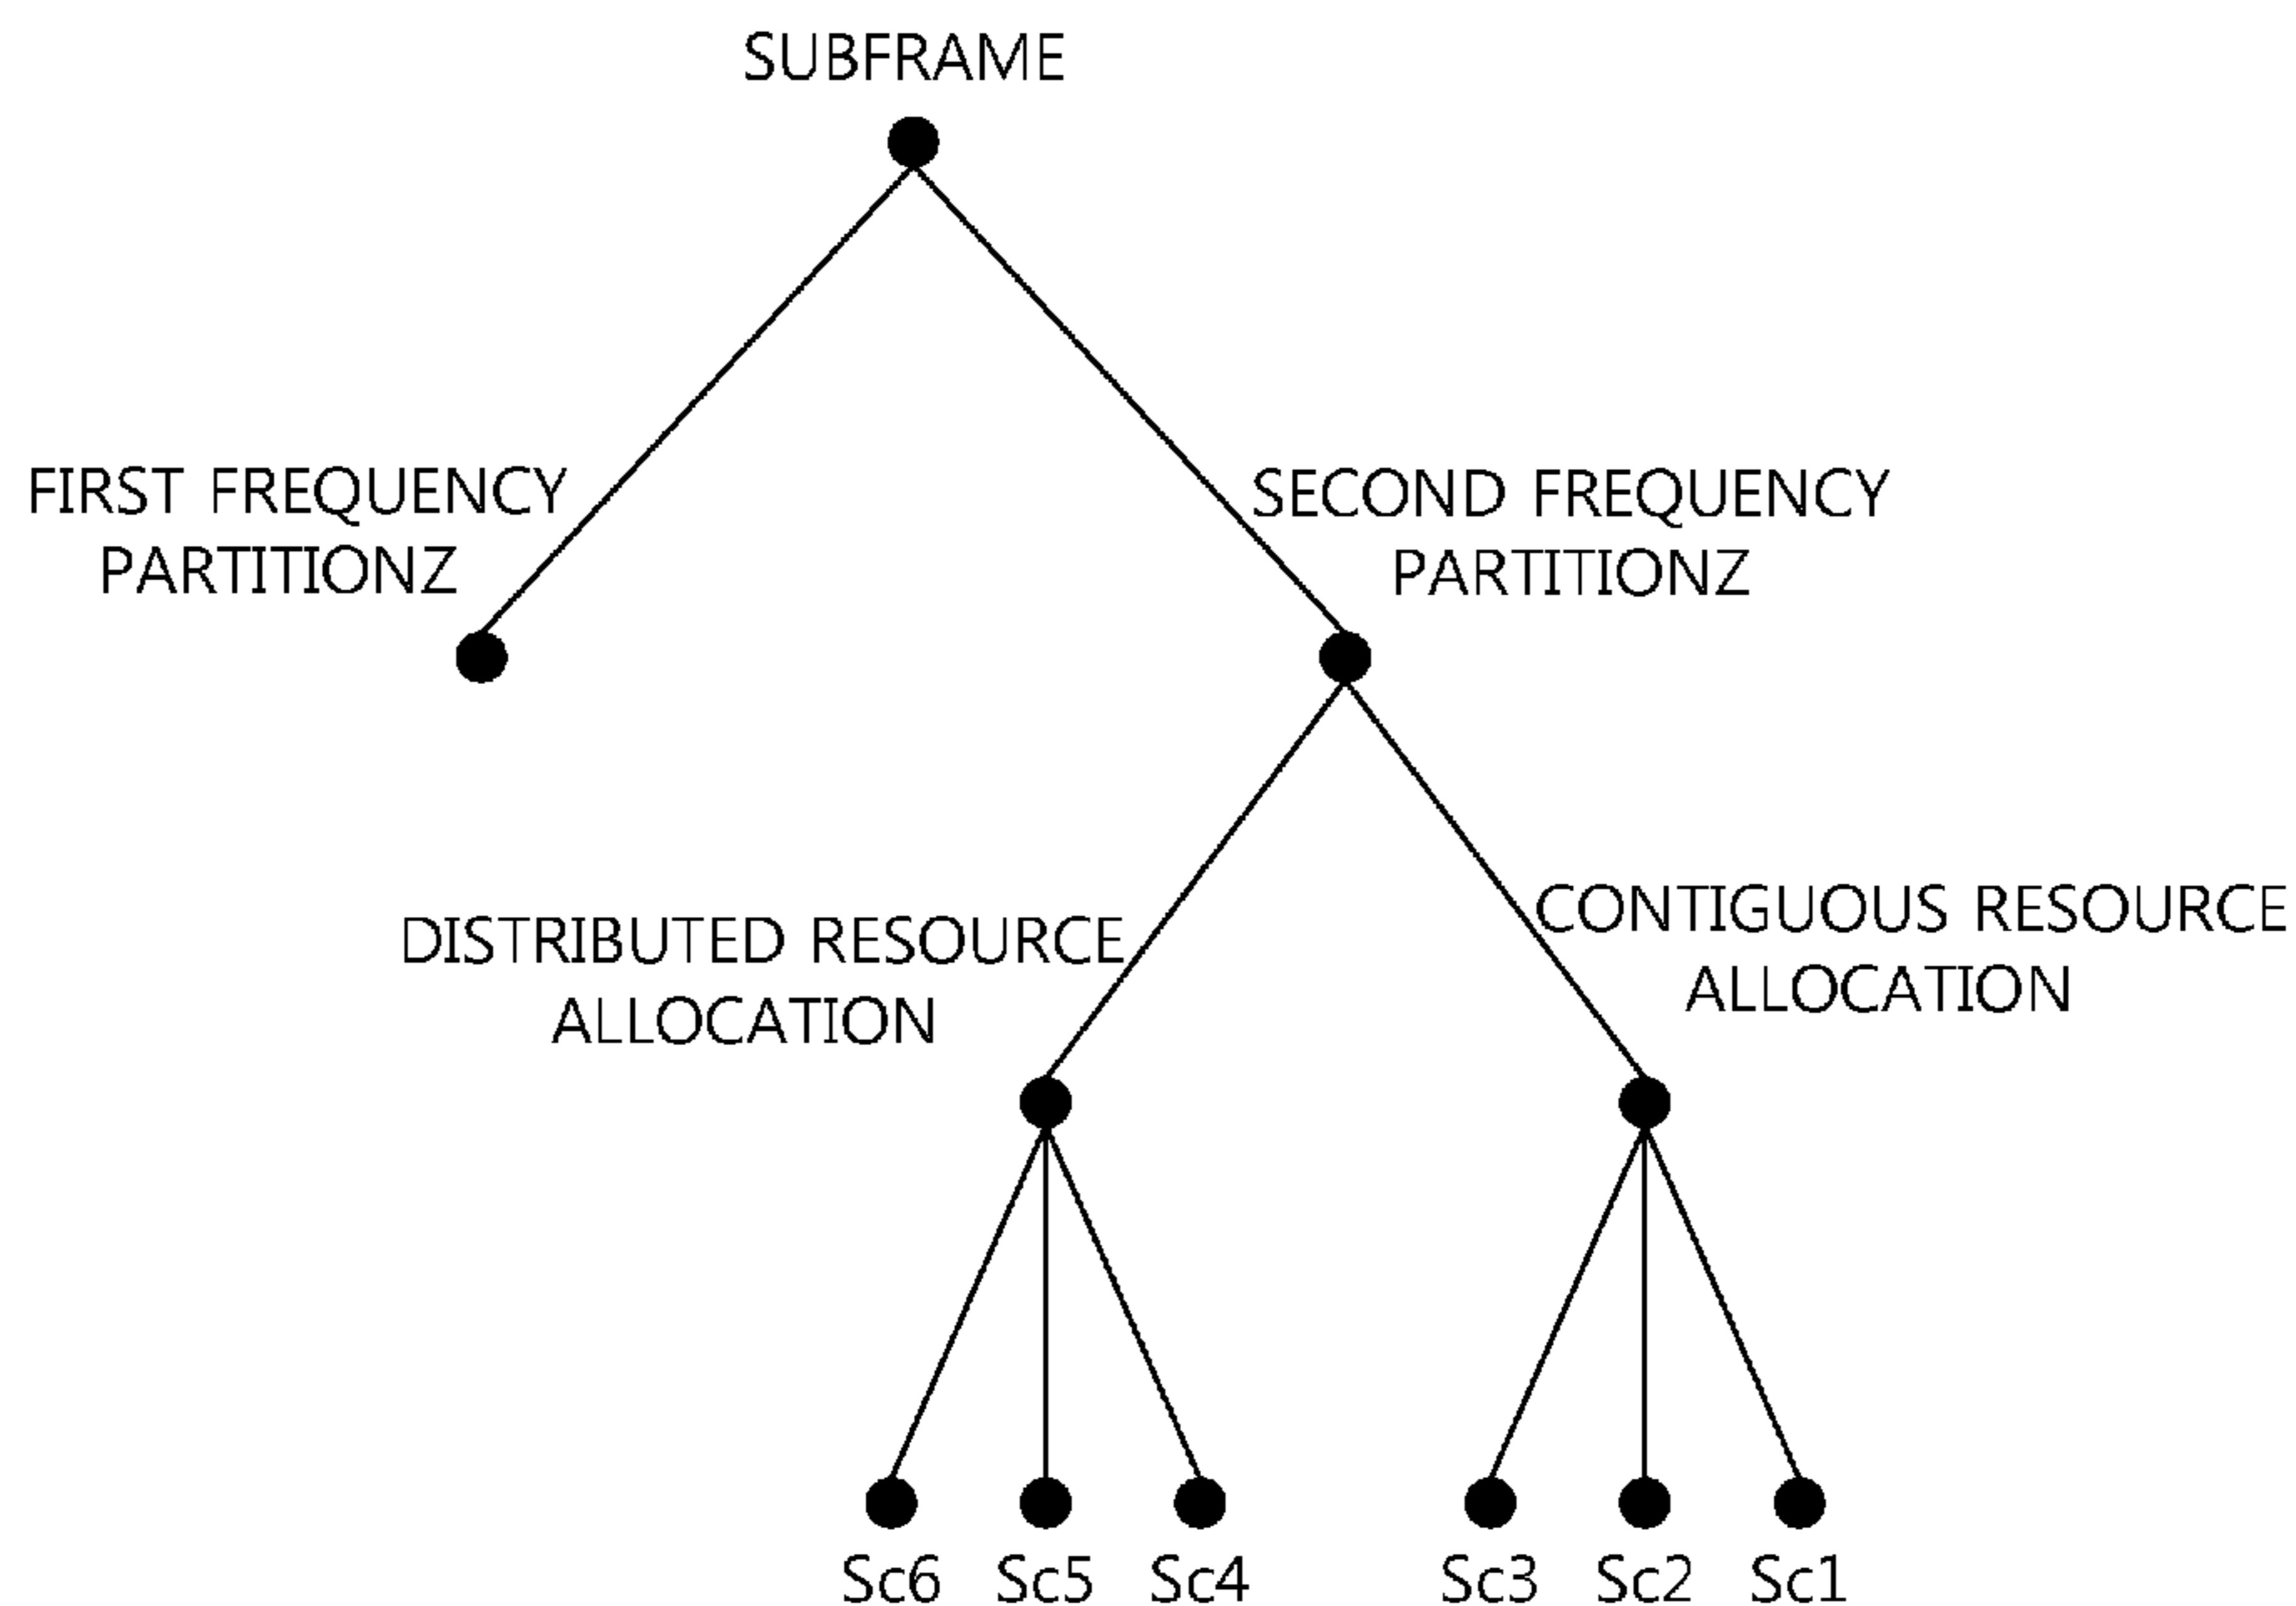 SUBFRAME
FIRST FREQUENCY
PARTITIONZ
SECOND FREQUENCY
PARTITIONZ
DISTRIBUTED RESOURCE
ALLOCATION
CONTIGUOUS RESOURCE
ALLOCATION
Sc6 Sc5 Sc4 Sc3 Sc2 Sc1